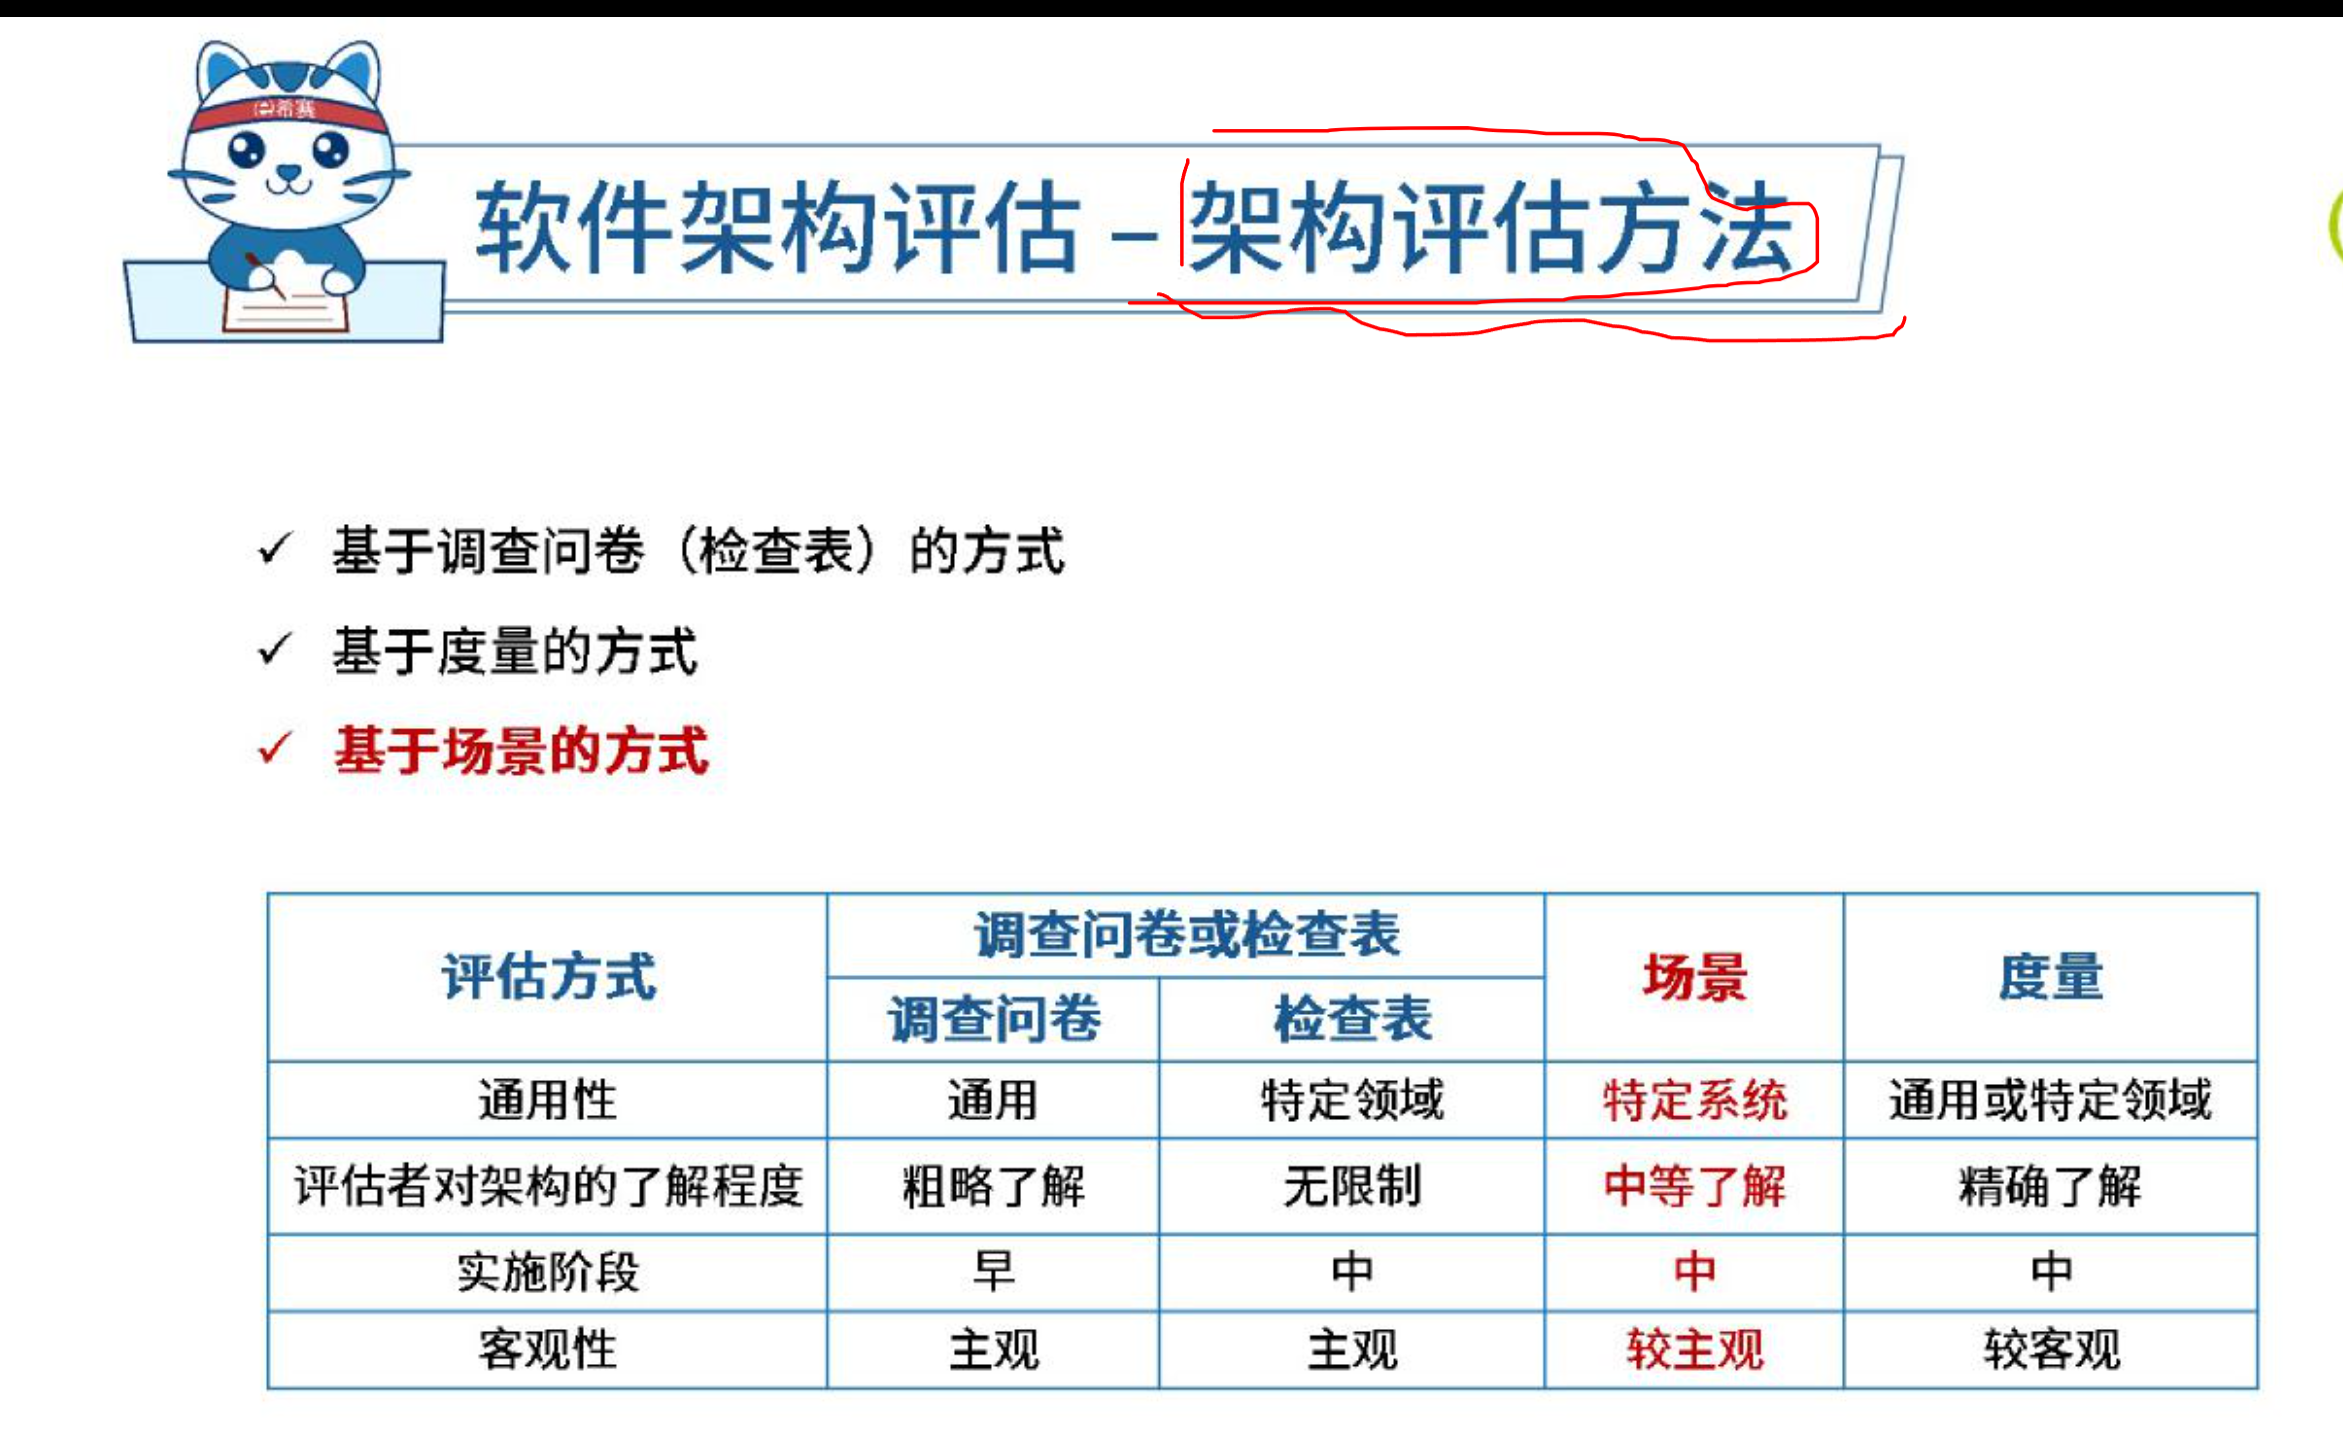 希赛
软件架构评估 – 架构评估方法
✓ 基于调查问卷（检查表）的方式
✓ 基于度量的方式
✓ 基于场景的方式
评估方式 调查问卷或检查表 场景 度量
调查问卷 检查表
通用性 通用 特定领域 特定系统 通用或特定领域
评估者对架构的了解程度 粗略了解 无限制 中等了解 精确了解
实施阶段 早 中 中 中
客观性 主观 主观 较主观 较客观